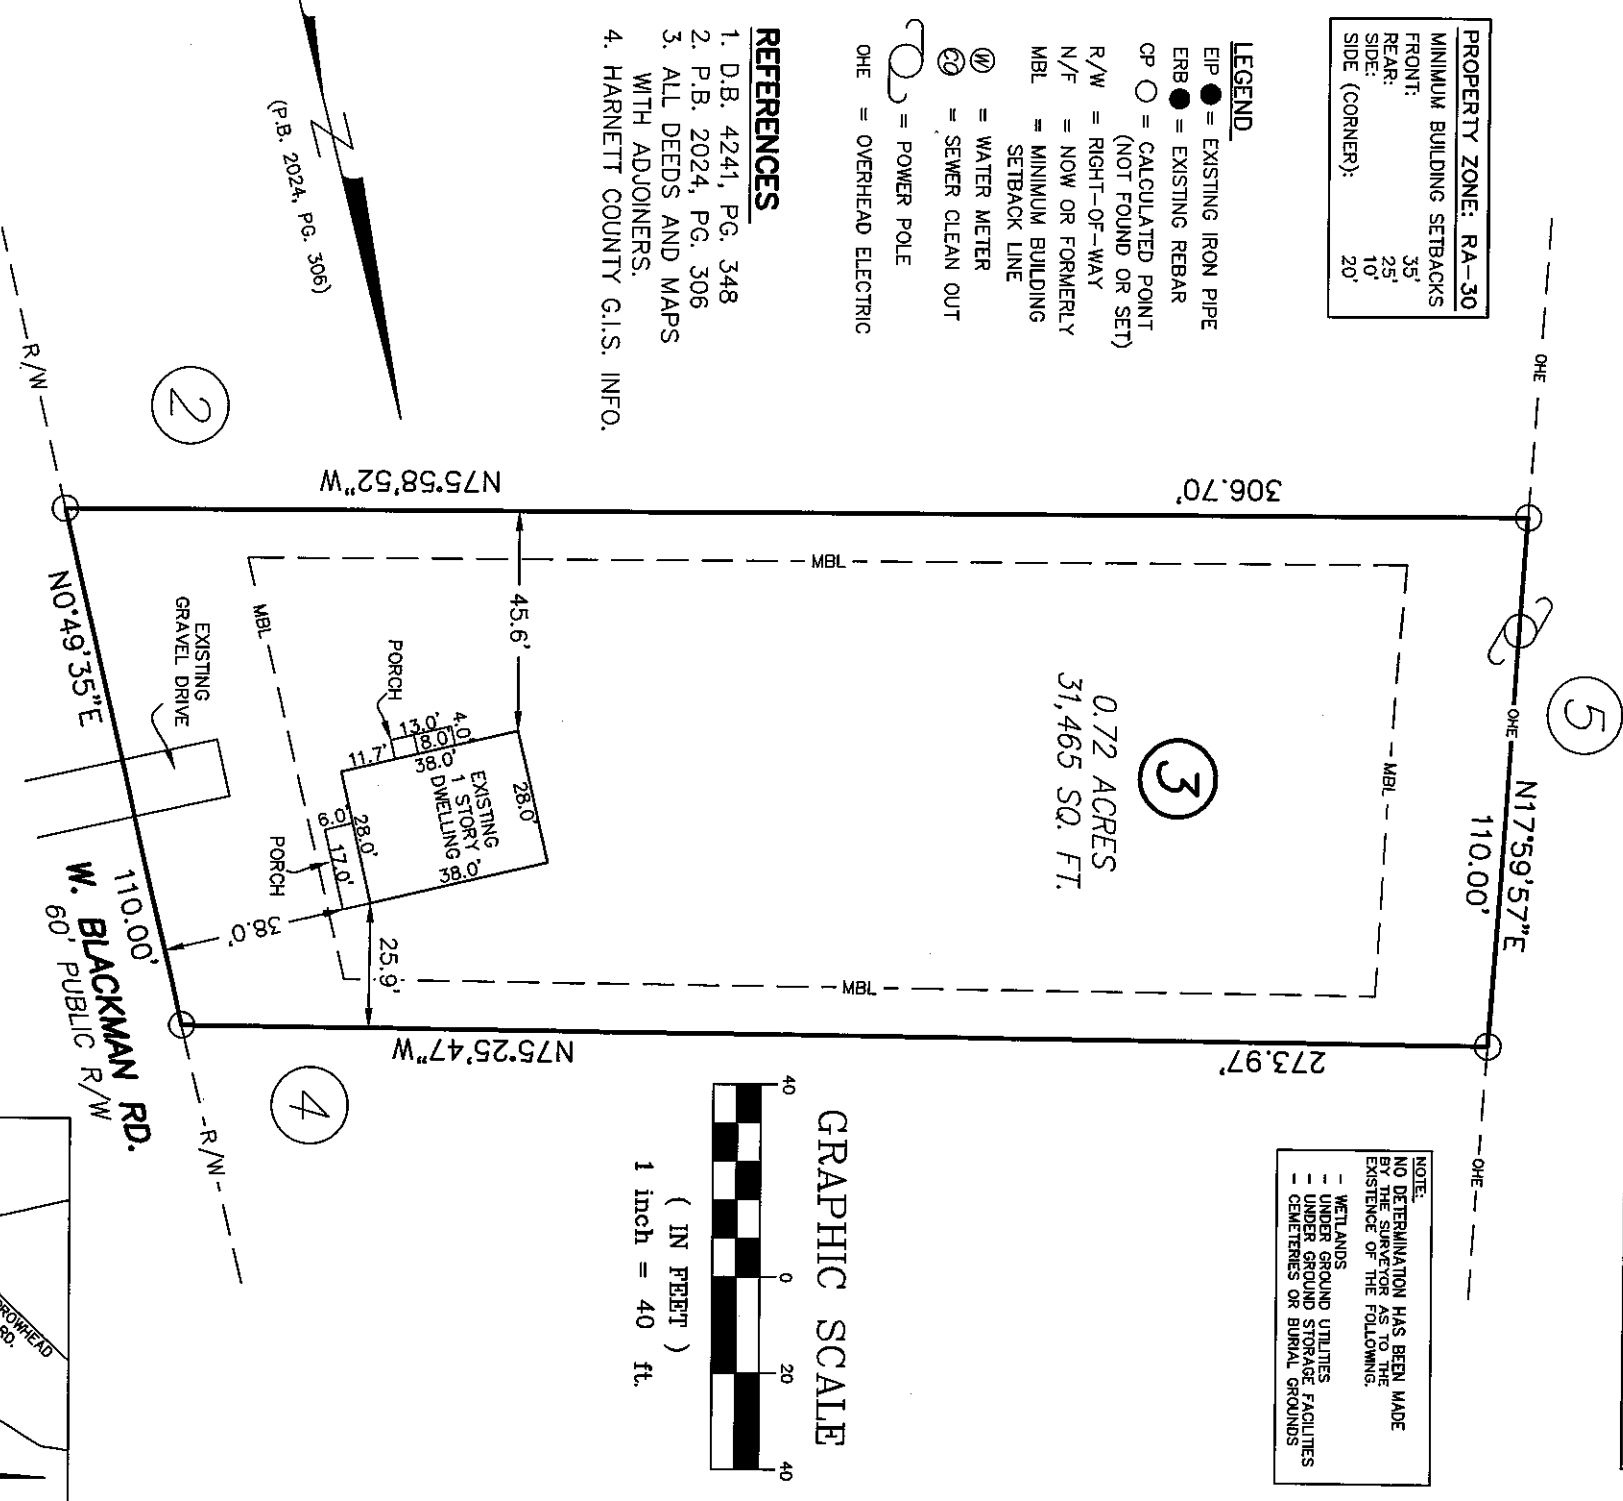 PROPERTY ZONE: RA-30
MINIMUM BUILDING SETBACKS
FRONT: 35'
REAR: 25'
SIDE: 10'
SIDE (CORNER): 20'
LEGEND
EIP = EXISTING IRON PIPE
ERB = EXISTING REBAR
CP = CALCULATED POINT
(NOT FOUND OR SET)
R/W = RIGHT-OF-WAY
N/F = NOW OR FORMERLY
MBL = MINIMUM BUILDING
SETBACK LINE
W = WATER METER
CO = SEWER CLEAN OUT
= POWER POLE
OHE = OVERHEAD ELECTRIC
REFERENCES
1. D.B. 4241, PG. 348
2. P.B. 2024, PG. 306
3. ALL DEEDS AND MAPS
WITH ADJOINERS.
4. HARNETT COUNTY G.I.S. INFO.
(P.B. 2024, PG. 306)
OHE
5
OHE
N17°59'57"E
110.00'
OHE
306.70'
N75°58'52"W
2
R/W
MBL
MBL
MBL
MBL
3
0.72 ACRES
31,465 SQ. FT.
45.6'
28.0'
PORCH
13.0'
4.0'
8.0'
11.7'
38.0'
EXISTING
1 STORY
DWELLING
38.0'
28.0'
6.0'
17.0'
PORCH
25.9'
38.0'
EXISTING
GRAVEL DRIVE
N0°49'35"E
110.00'
W. BLACKMAN RD.
60' PUBLIC R/W
R/W
273.97'
N75°25'47"W
4
NOTE:
NO DETERMINATION HAS BEEN MADE
BY THE SURVEYOR AS TO THE
EXISTENCE OF THE FOLLOWING.
- WETLANDS
- UNDER GROUND UTILITIES
- UNDER GROUND STORAGE FACILITIES
- CEMETERIES OR BURIAL GROUNDS
GRAPHIC SCALE
40 0 20 40
( IN FEET )
1 inch = 40 ft.
RD.